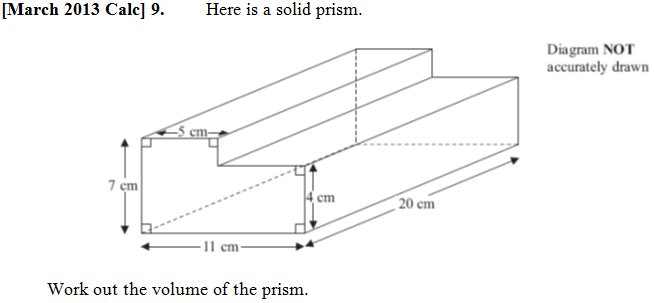 [March 2013 Calc] 9. Here is a solid prism.
Diagram NOT
accurately drawn
5 cm
7 cm
4 cm
20 cm
11 cm
Work out the volume of the prism.